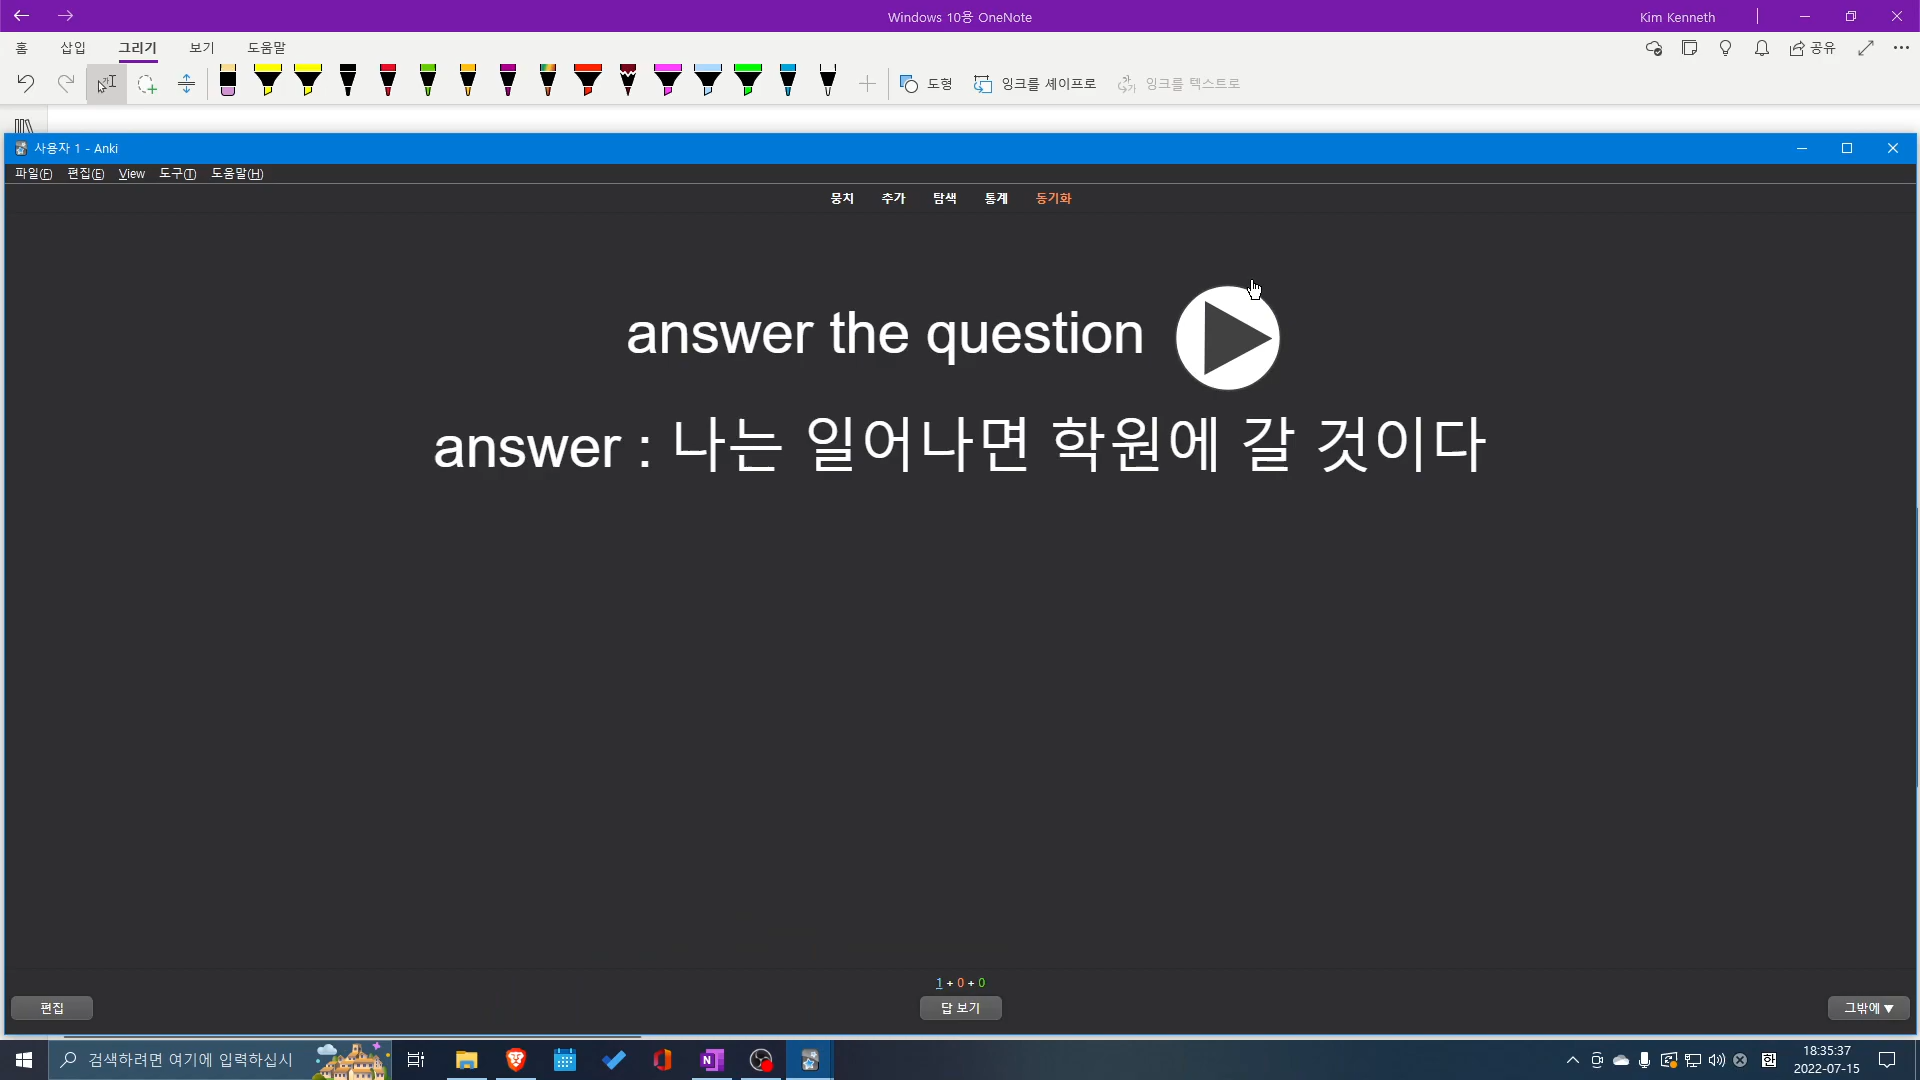 Windows 10용 OneNote
Kim Kenneth
홈 삽입 그리기 보기 도움말
공유
도형 잉크를 셰이프로 잉크를 텍스트로
사용자 1 - Anki
파일(F) 편집(E) View 도구(T) 도움말(H)
뭉치 추가 탐색 통계 동기화
answer the question
answer : 나는 일어나면 학원에 갈 것이다
1 + 0 + 0
편집 답 보기 그밖에 ▼
검색하려면 여기에 입력하십시
18:35:37
2022-07-15